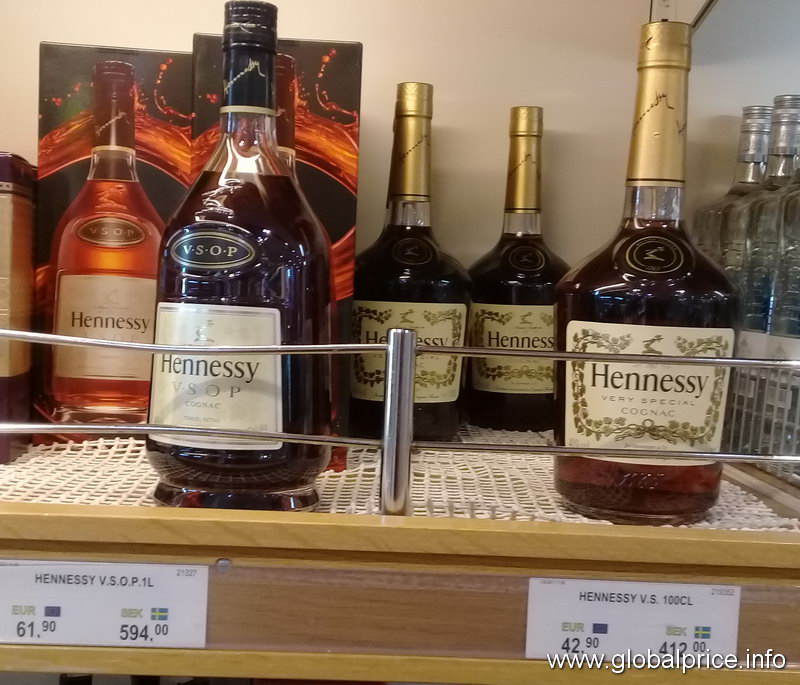 V·S·O·P
Hennessy
V·S·O·P
Hennessy
V·S·O·P
COGNAC
Hennessy
Hennessy
Hennessy
VERY SPECIAL
COGNAC
HENNESSY V.S.O.P.1L
21327
EUR
SEK
61,90
594,00
HENNESSY V.S. 100CL
219352
EUR
SEK
42,90
412,00
www.globalprice.info